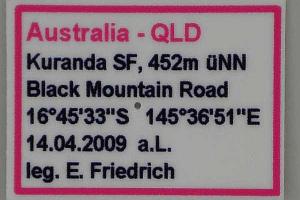 Australia - QLD
Kuranda SF, 452m üNN
Black Mountain Road
16°45'33"S 145°36'51"E
14.04.2009 a.L.
leg. E. Friedrich